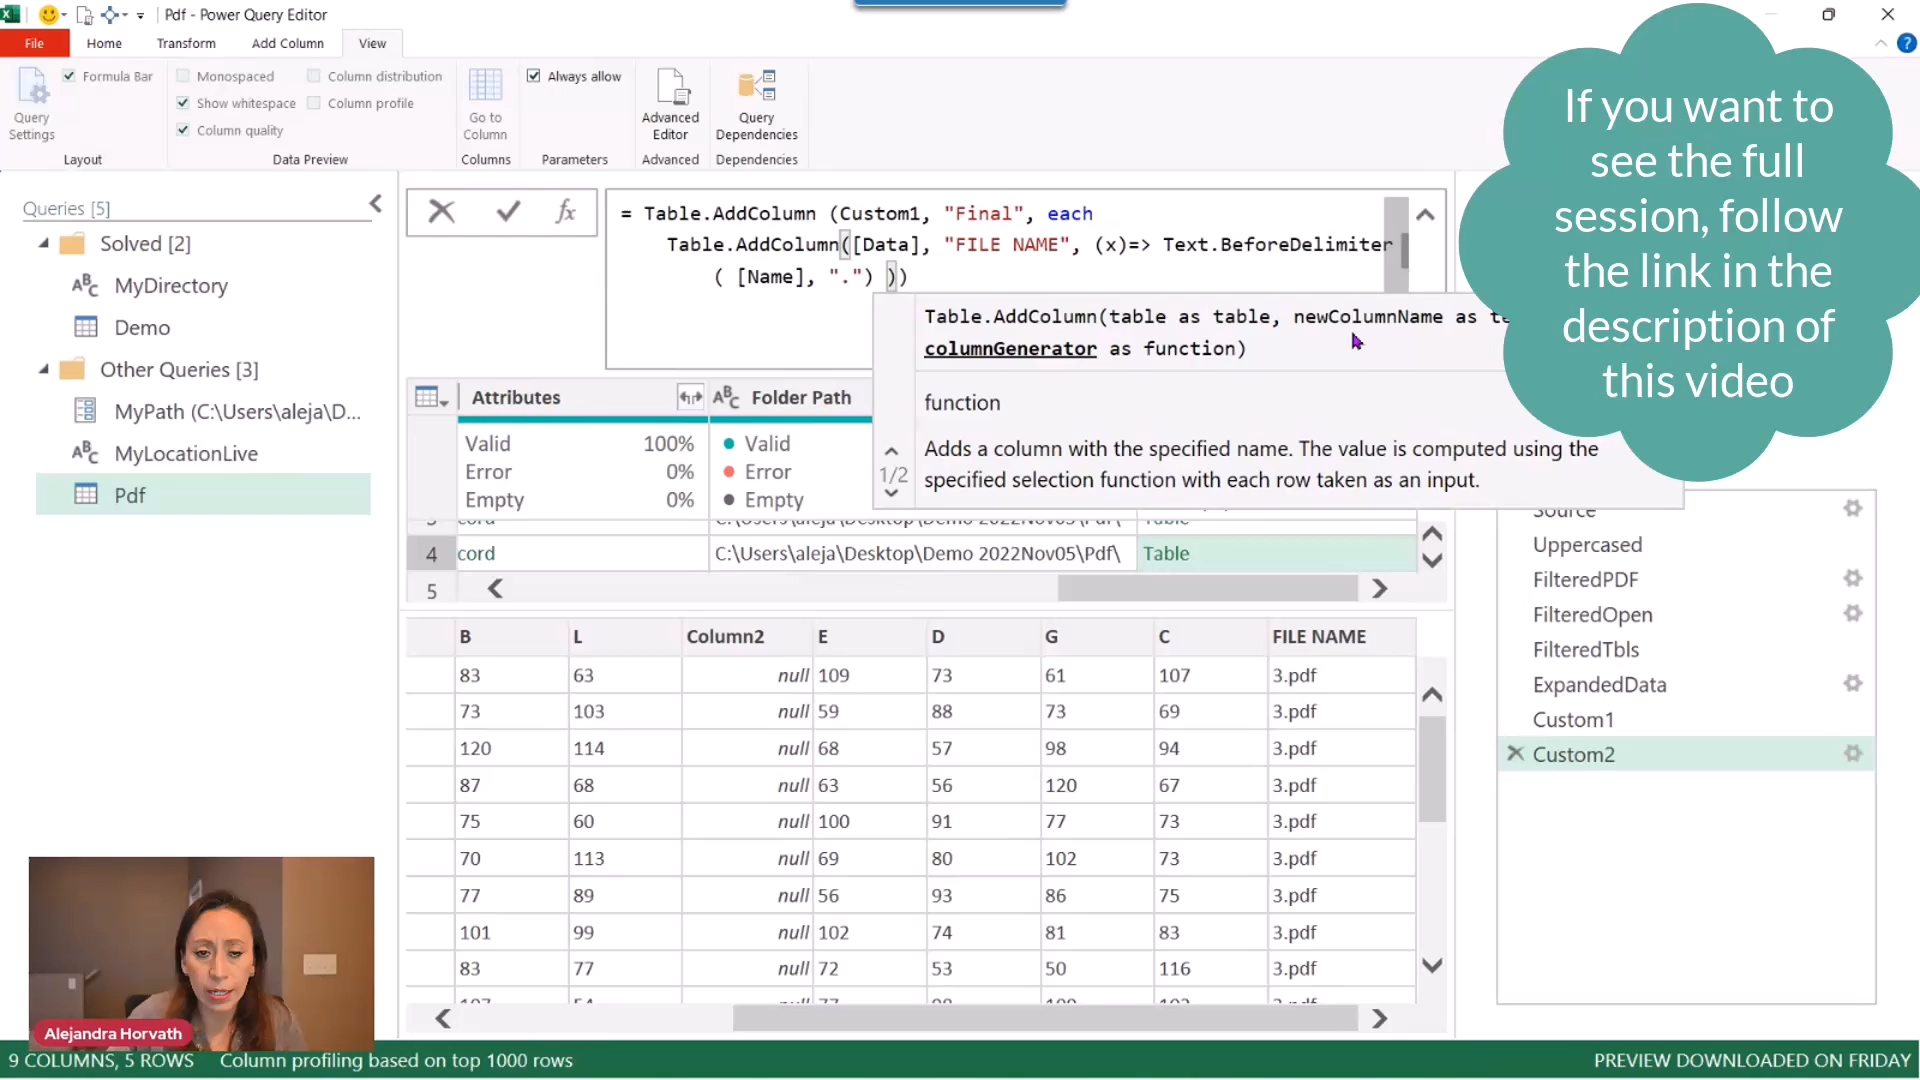 Pdf - Power Query Editor
File
Home
Transform
Add Column
View
Query
Settings
Formula Bar
Layout
Monospaced
Column distribution
Show whitespace
Column profile
Column quality
Data Preview
Go to
Column
Columns
Always allow
Parameters
Advanced
Editor
Advanced
Query
Dependencies
Dependencies
If you want to
see the full
session, follow
the link in the
description of
this video
Queries [5]
Solved [2]
MyDirectory
Demo
Other Queries [3]
MyPath (C:\Users\aleja\D...
MyLocationLive
Pdf
fx
= Table.AddColumn (Custom1, "Final", each
Table.AddColumn([Data], "FILE NAME", (x)=> Text.BeforeDelimiter
( [Name], ".") ))
Table.AddColumn(table as table, newColumnName as
columnGenerator as function)
function
Adds a column with the specified name. The value is computed using the
specified selection function with each row taken as an input.
1/2
Attributes
ABC Folder Path
Valid 100% Valid
Error 0% Error
Empty 0% Empty
cord C:\Users\aleja\Desktop\Demo 2022Nov05\Pdf\ Table
4 cord C:\Users\aleja\Desktop\Demo 2022Nov05\Pdf\ Table
5
B L Column2 E D G C FILE NAME
83 63 null 109 73 61 107 3.pdf
73 103 null 59 88 73 69 3.pdf
120 114 null 68 57 98 94 3.pdf
87 68 null 63 56 120 67 3.pdf
75 60 null 100 91 77 73 3.pdf
70 113 null 69 80 102 73 3.pdf
77 89 null 56 93 86 75 3.pdf
101 99 null 102 74 81 83 3.pdf
83 77 null 72 53 50 116 3.pdf
Source
Uppercased
FilteredPDF
FilteredOpen
FilteredTbls
ExpandedData
Custom1
Custom2
Alejandra Horvath
9 COLUMNS, 5 ROWS Column profiling based on top 1000 rows
PREVIEW DOWNLOADED ON FRIDAY